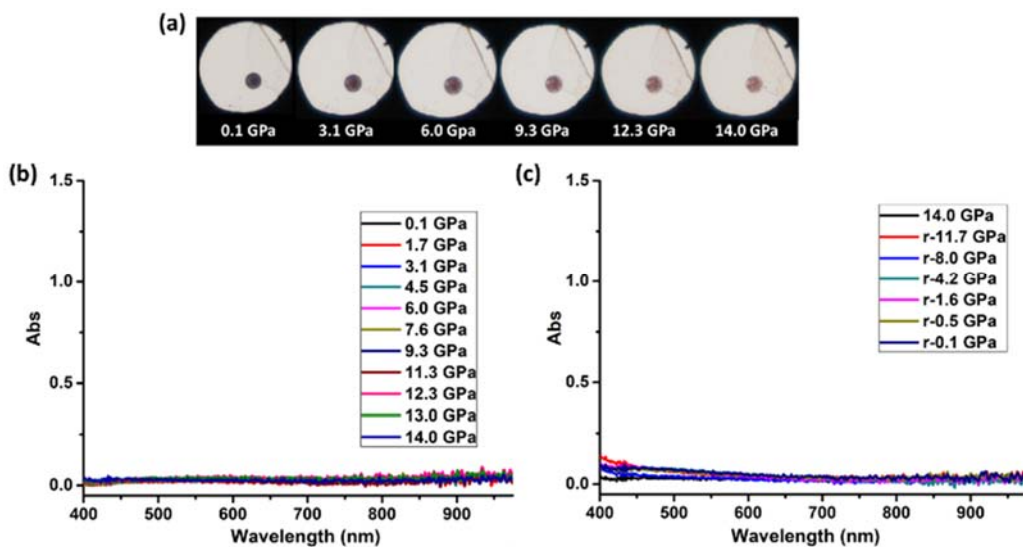 (a)
0.1 GPa 3.1 GPa 6.0 Gpa 9.3 GPa 12.3 GPa 14.0 GPa
(b)
1.5
1.0
0.5
0.0
Abs
0.1 GPa
1.7 GPa
3.1 GPa
4.5 GPa
6.0 GPa
7.6 GPa
9.3 GPa
11.3 GPa
12.3 GPa
13.0 GPa
14.0 GPa
400 500 600 700 800 900
Wavelength (nm)
(c)
1.5
1.0
0.5
0.0
Abs
14.0 GPa
r-11.7 GPa
r-8.0 GPa
r-4.2 GPa
r-1.6 GPa
r-0.5 GPa
r-0.1 GPa
400 500 600 700 800 900
Wavelength (nm)